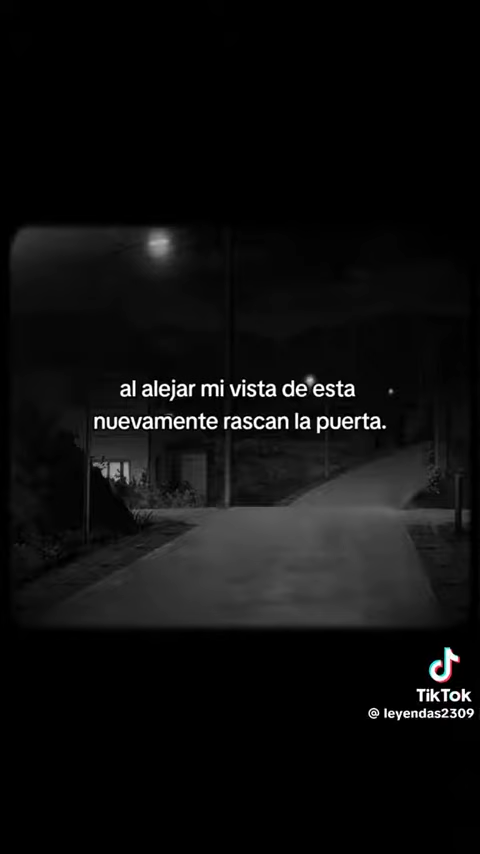 al alejar mi vista de esta
nuevamente rascan la puerta.
TikTok
@ leyendas2309